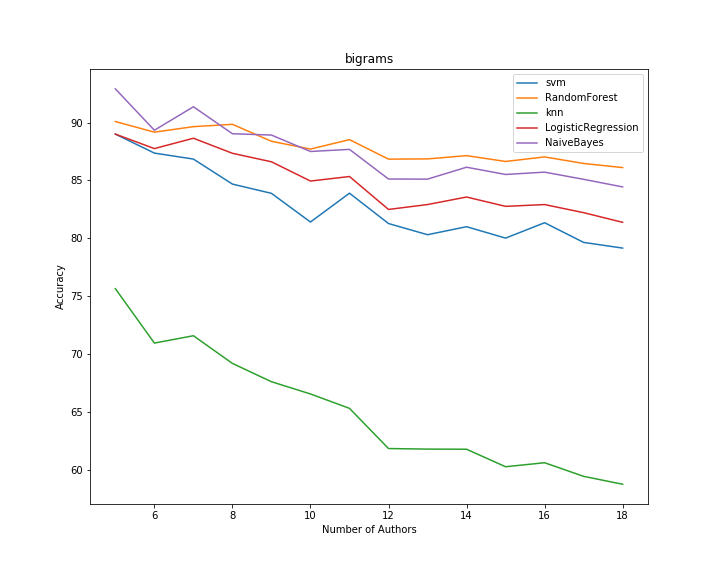 bigrams
svm
RandomForest
knn
LogisticRegression
NaiveBayes
90
85
80
75
70
65
60
Accuracy
6 8 10 12 14 16 18
Number of Authors